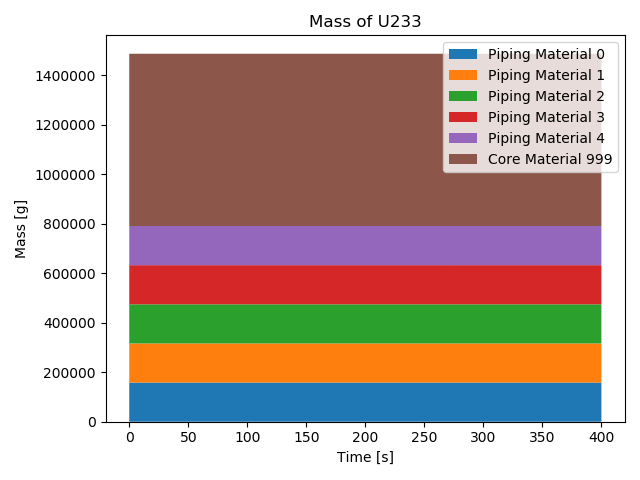 Mass of U233
Piping Material 0
Piping Material 1
Piping Material 2
Piping Material 3
Piping Material 4
Core Material 999
Mass [g]
1400000
1200000
1000000
800000
600000
400000
200000
0
0 50 100 150 200 250 300 350 400
Time [s]